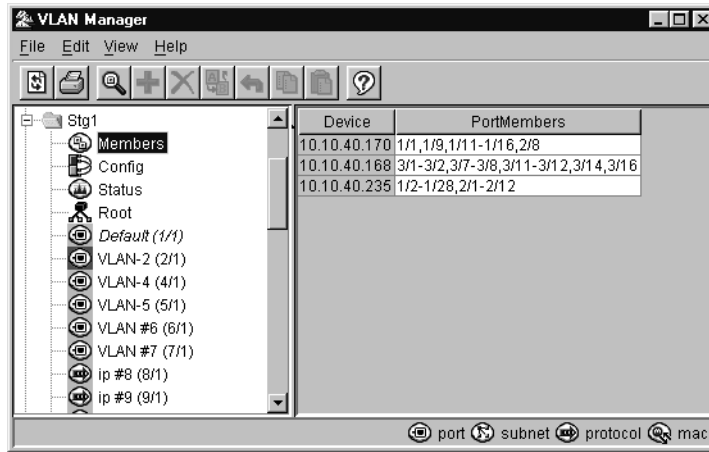 VLAN Manager
File Edit View Help
Stg1
Members
Config
Status
Root
Default (1/1)
VLAN-2 (2/1)
VLAN-4 (4/1)
VLAN-5 (5/1)
VLAN #6 (6/1)
VLAN #7 (7/1)
ip #8 (8/1)
ip #9 (9/1)
Device PortMembers
10.10.40.170 1/1,1/9,1/11-1/16,2/8
10.10.40.168 3/1-3/2,3/7-3/8,3/11-3/12,3/14,3/16
10.10.40.235 1/2-1/28,2/1-2/12
port subnet protocol mac